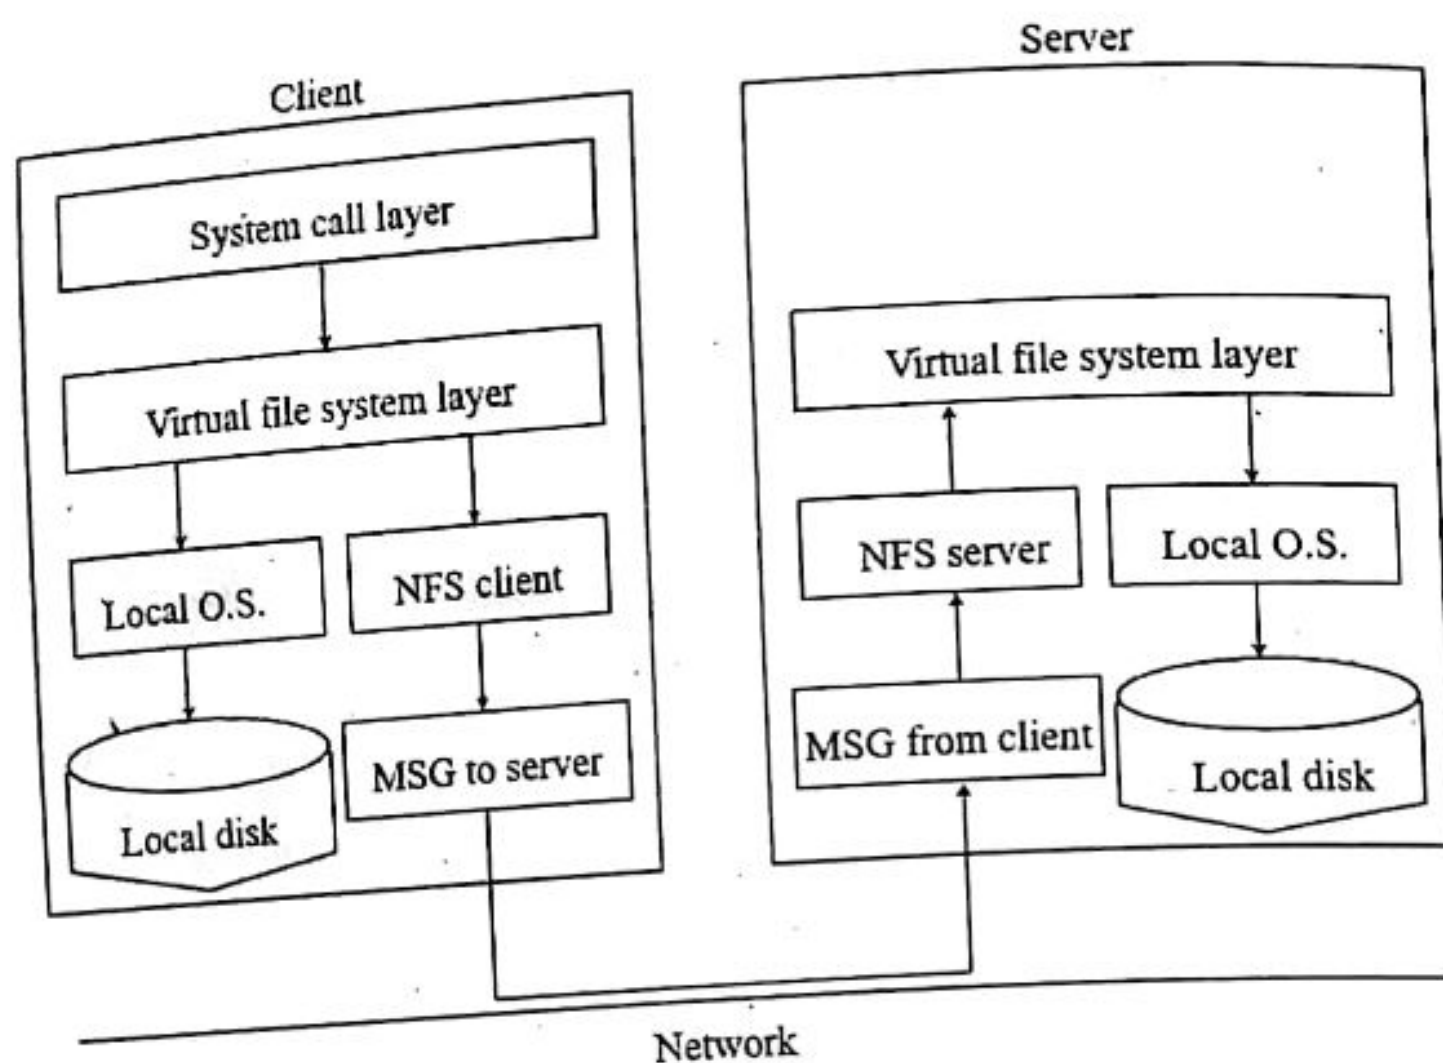 Client
System call layer
Virtual file system layer
Local O.S.
NFS client
Local disk
MSG to server
Server
Virtual file system layer
NFS server
Local O.S.
MSG from client
Local disk
Network